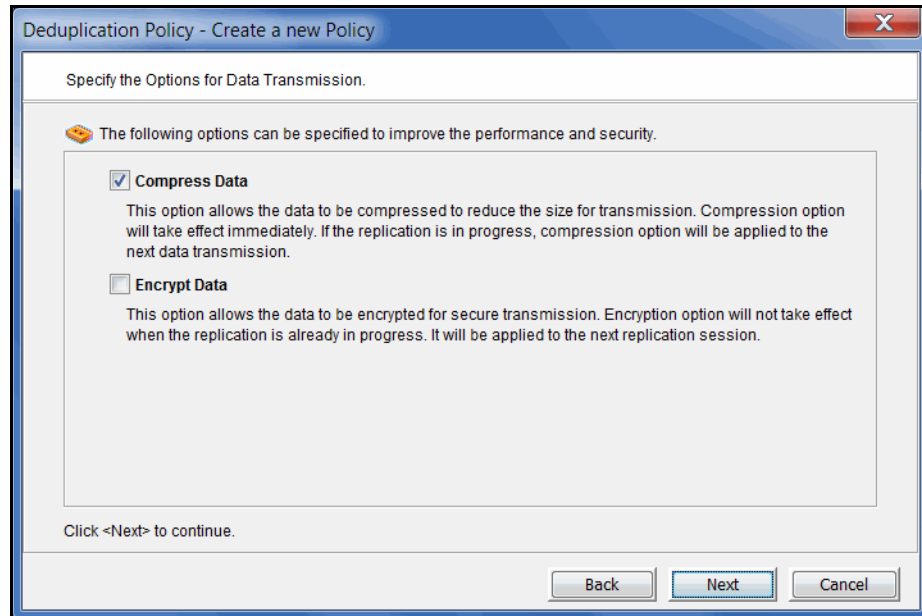 Deduplication Policy - Create a new Policy
X
Specify the Options for Data Transmission.
The following options can be specified to improve the performance and security.
Compress Data
This option allows the data to be compressed to reduce the size for transmission. Compression option
will take effect immediately. If the replication is in progress, compression option will be applied to the
next data transmission.
Encrypt Data
This option allows the data to be encrypted for secure transmission. Encryption option will not take effect
when the replication is already in progress. It will be applied to the next replication session.
Click <Next> to continue.
Back Next Cancel